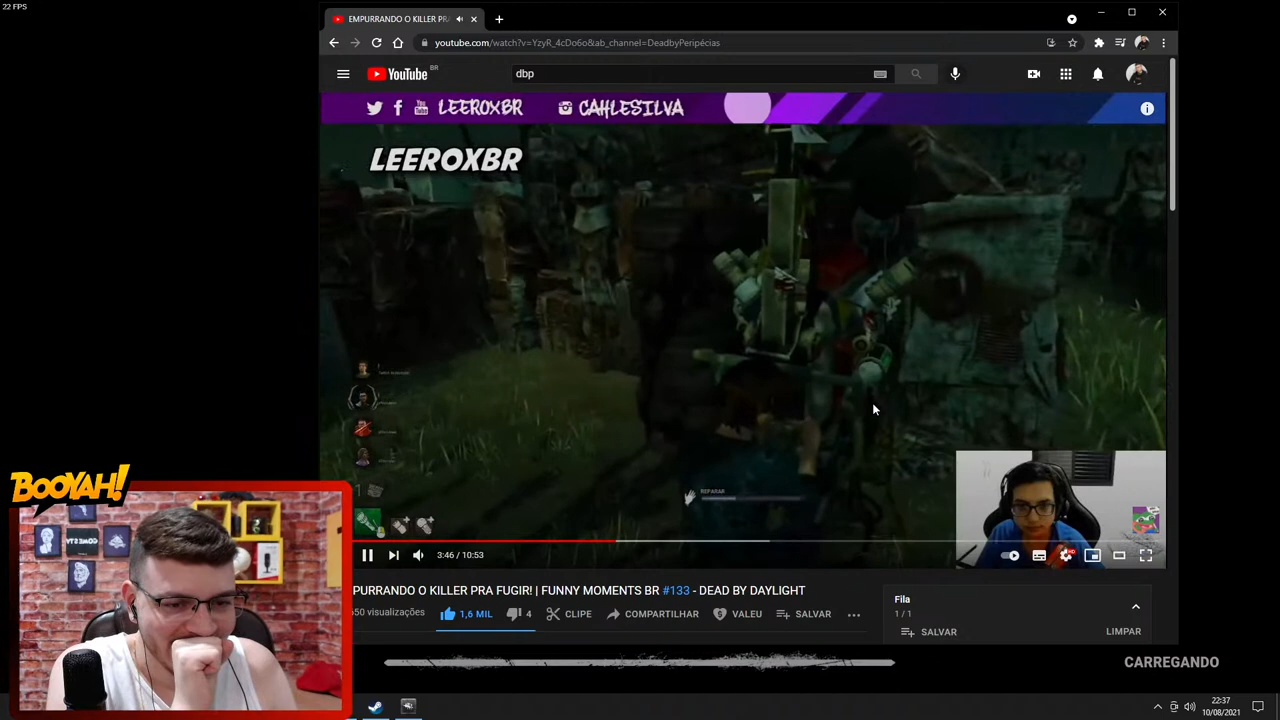 22 FPS
EMPURRANDO O KILLER PR
youtube.com/watch?v=YzyR_4cDo6o&ab_channel=DeadbyPeripécias
YouTube BR
dbp
LEEROXBR CAHLESILVA
LEEROXBR
REPARAR
BOOYAH!
3:46 / 10:53
PURRANDO O KILLER PRA FUGIR! | FUNNY MOMENTS BR #133 - DEAD BY DAYLIGHT
650 visualizações
1,6 MIL
4
CLIPE
COMPARTILHAR
VALEU
SALVAR
Fila
1 / 1
SALVAR
LIMPAR
CARREGANDO
22:37
10/08/2021